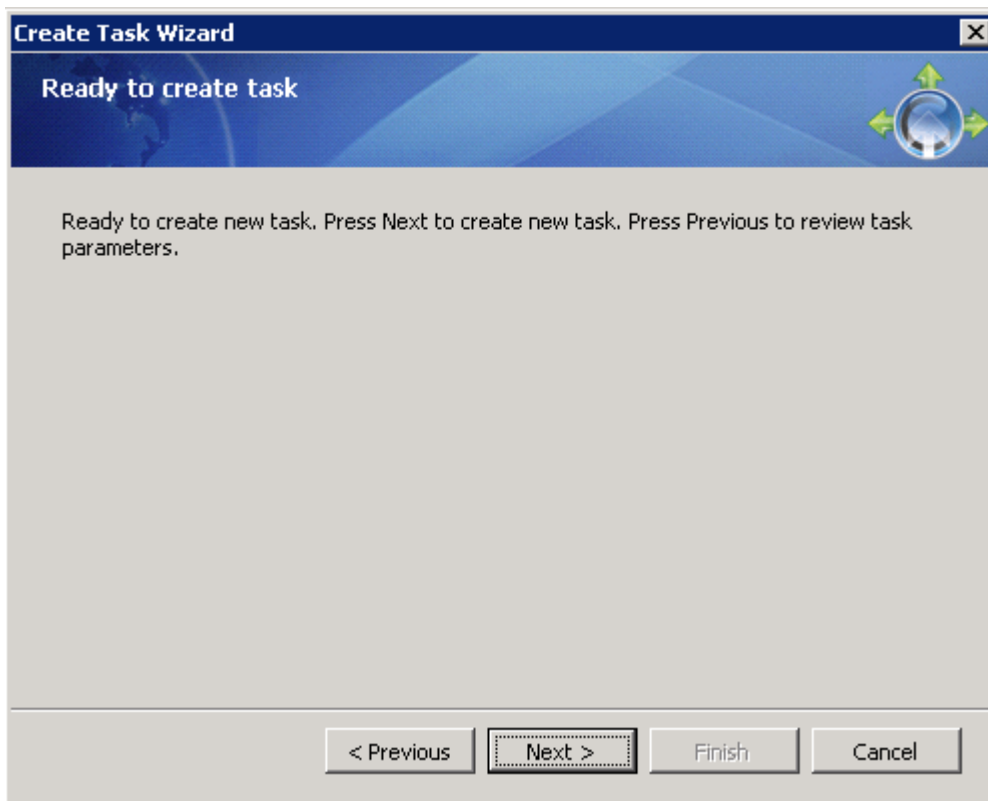 Create Task Wizard
Ready to create task
Ready to create new task. Press Next to create new task. Press Previous to review task
parameters.
< Previous
Next >
Finish
Cancel